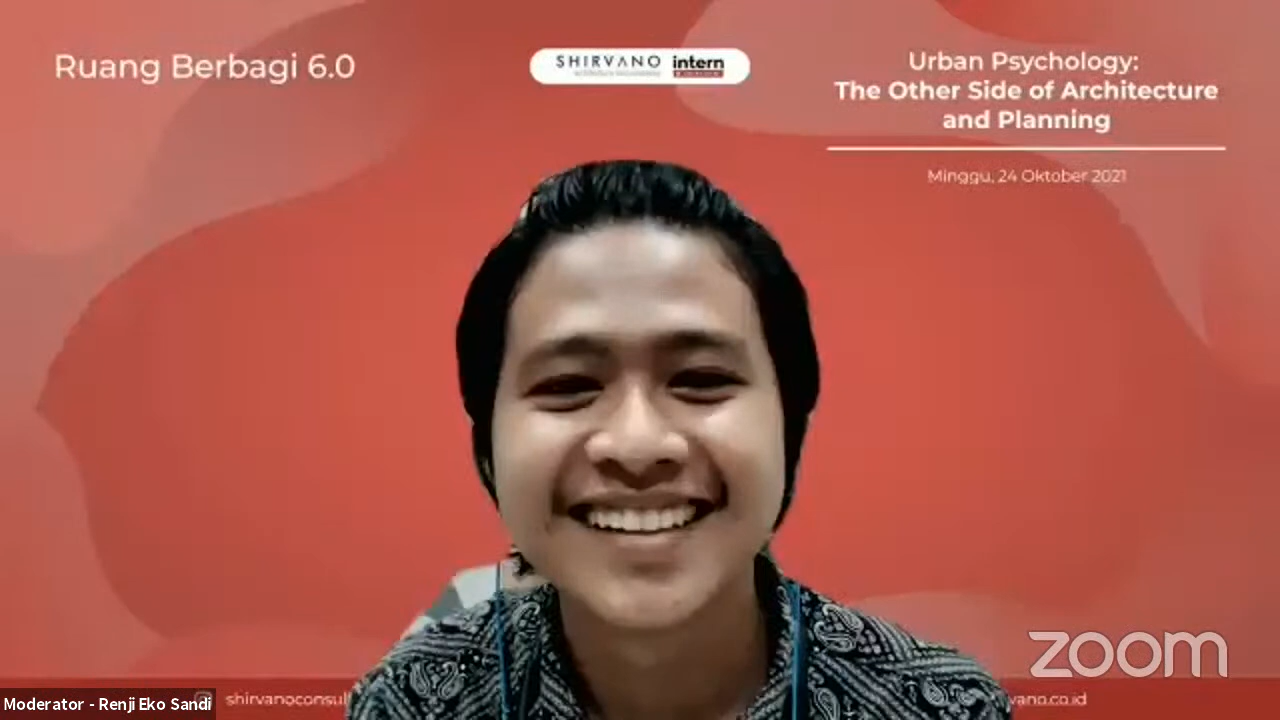 Ruang Berbagi 6.0
SHIRVANO
intern
Urban Psychology:
The Other Side of Architecture
and Planning
Minggu, 24 Oktober 2021
zoom
Moderator - Renji Eko Sandi
shirvanoconsul
vano.co.id